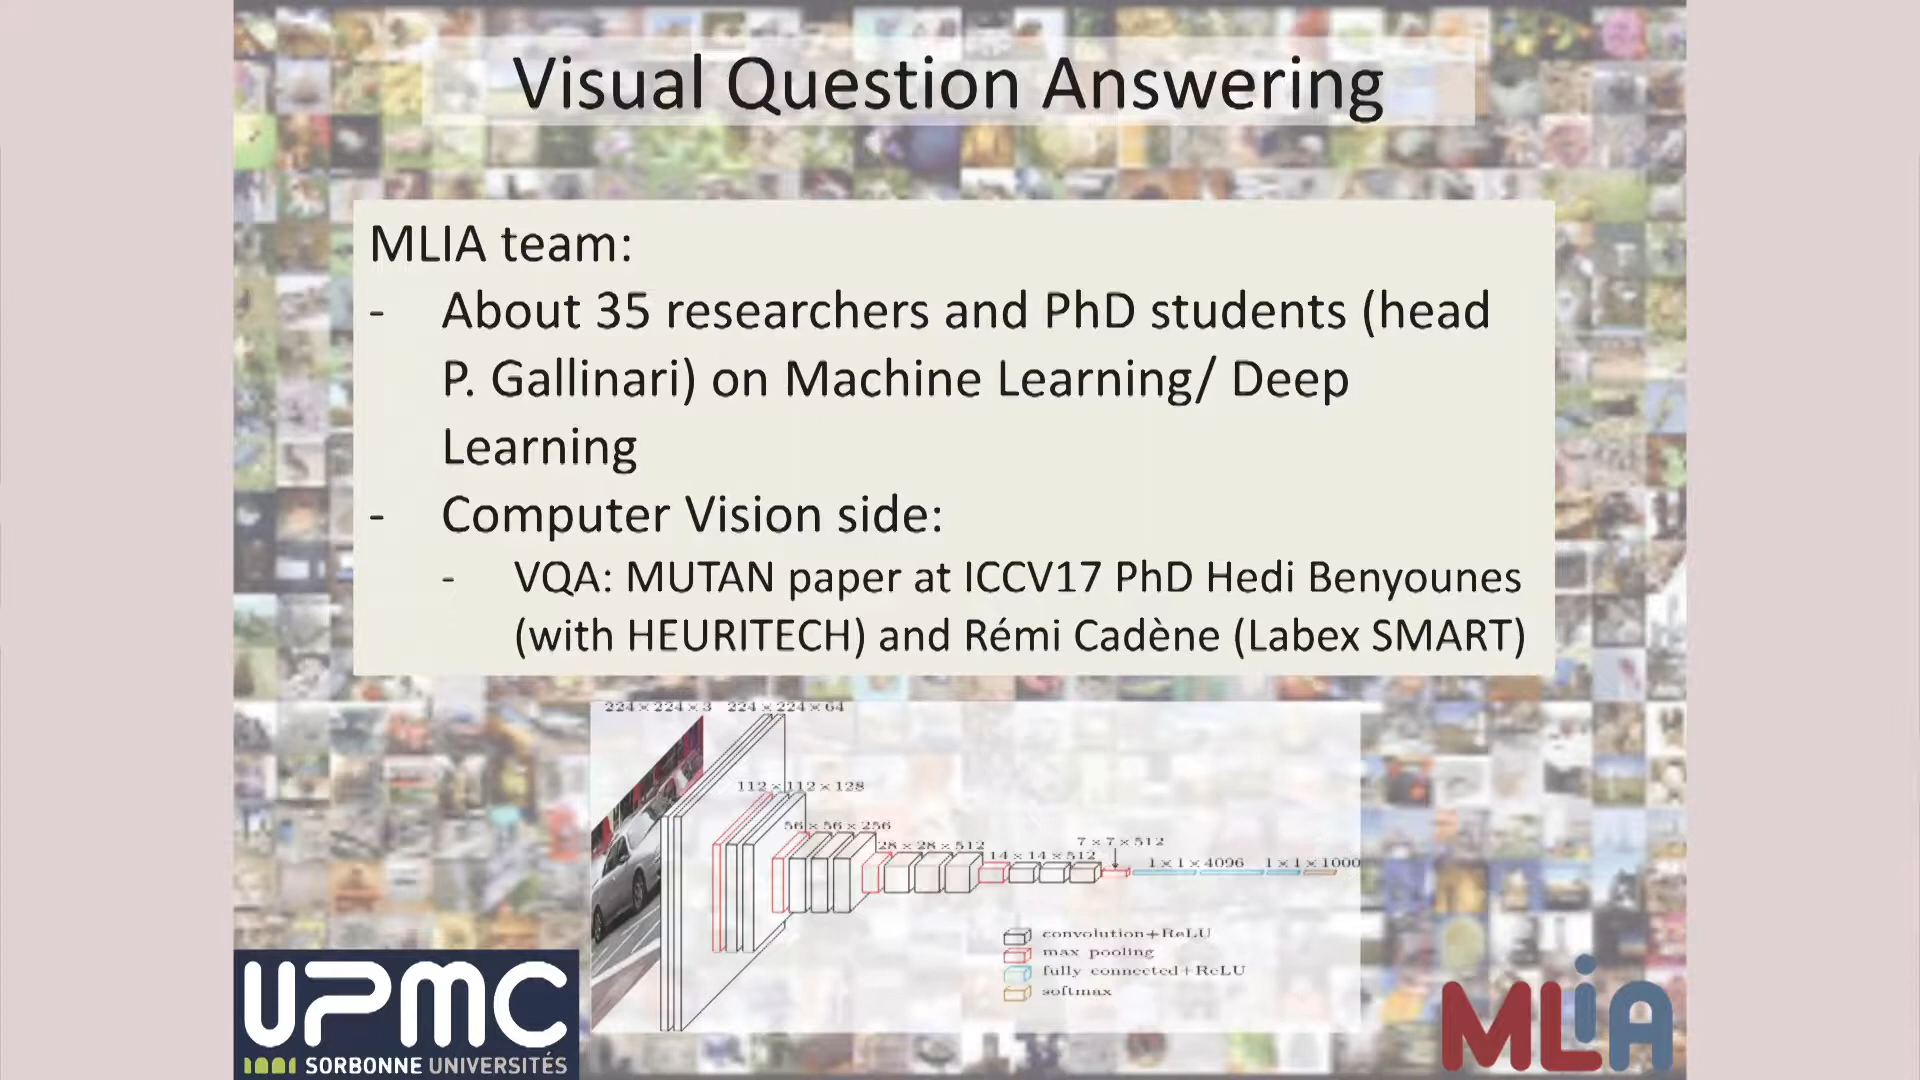 Visual Question Answering
MLIA team:
- About 35 researchers and PhD students (head
P. Gallinari) on Machine Learning/ Deep
Learning
- Computer Vision side:
- VQA: MUTAN paper at ICCV17 PhD Hedi Benyounes
(with HEURITECH) and Rémi Cadène (Labex SMART)
224 × 224 × 3 224 × 224 × 64
112 × 112 × 128
56 × 56 × 256
28 × 28 × 512
14 × 14 × 512
7 × 7 × 512
1 × 1 × 4096 1 × 1 × 1000
convolution+ReLU
max pooling
fully connected+ReLU
softmax
UPMC
SORBONNE UNIVERSITÉS
MLiA